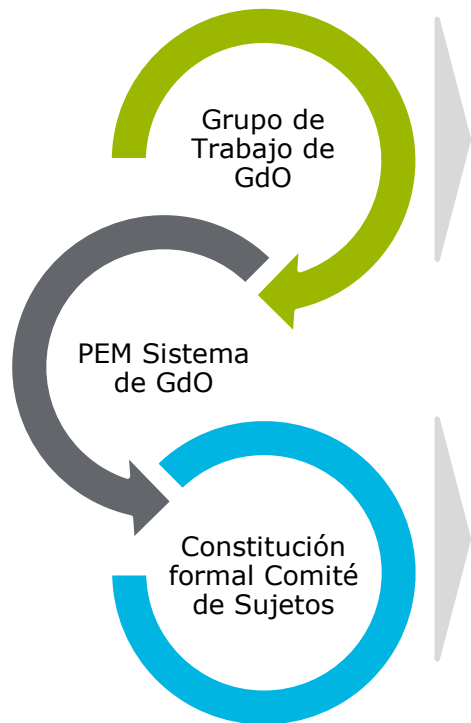 Grupo de
Trabajo de
GdO
PEM Sistema
de GdO
Constitución
formal Comité
de Sujetos